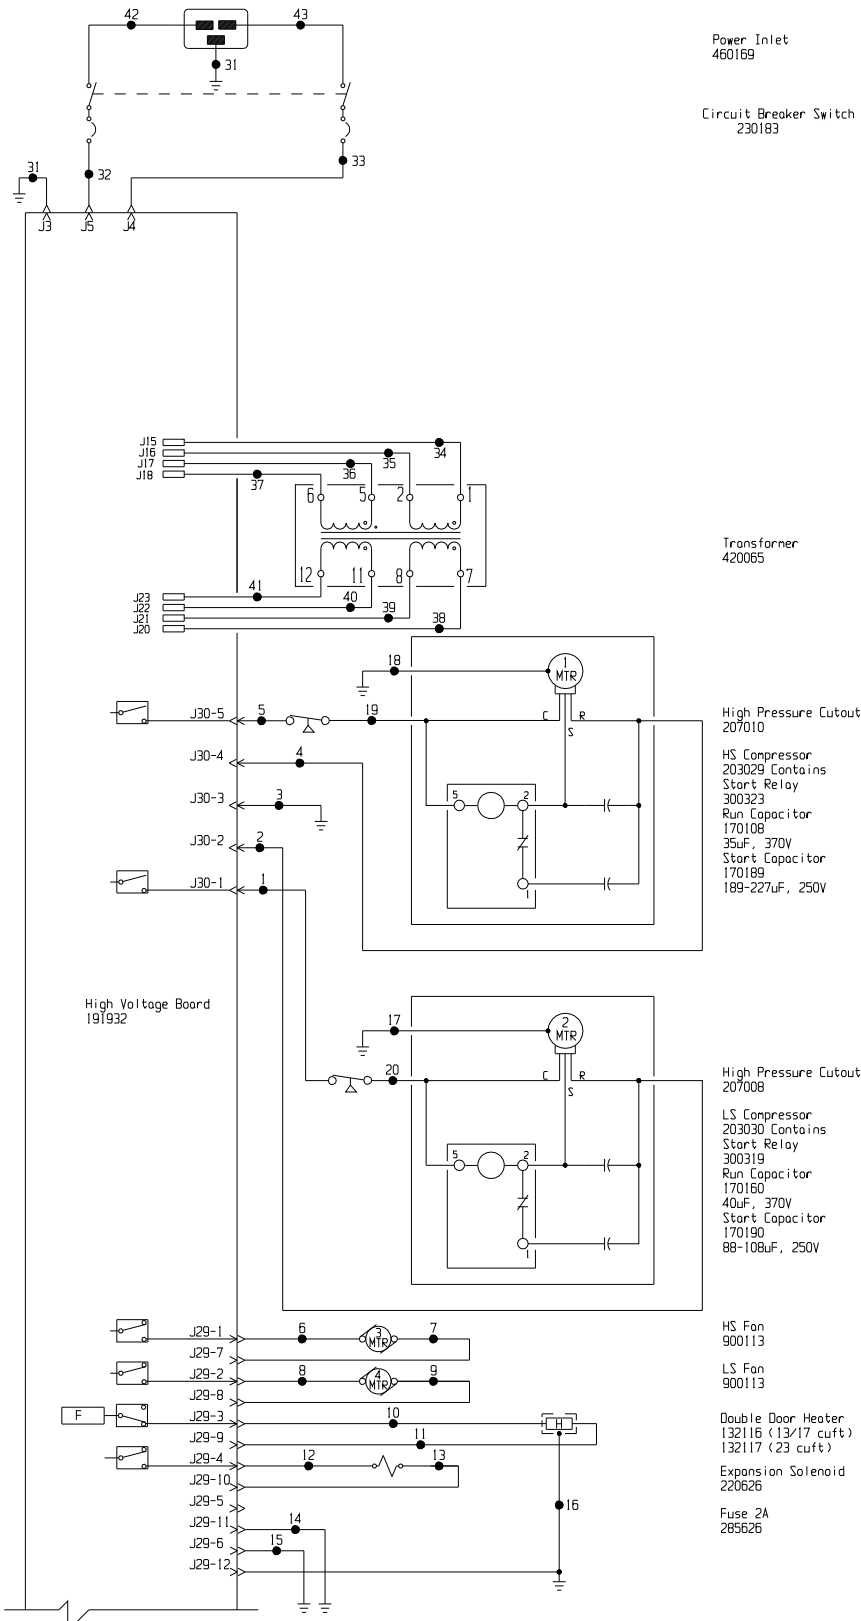 42
43
Power Inlet
460169
31
Circuit Breaker Switch
230183
33
31
32
J3
J5
J4
J15
J16
J17
J18
34
35
36
37
6
5
2
1
Transformer
420065
12
11
8
7
J23
J22
J21
J20
41
40
39
38
18
1
MTR
J30-5
5
19
C
R
S
High Pressure Cutout
207010
J30-4
4
HS Compressor
203029 Contains
Start Relay
300323
Run Capacitor
170108
35uF, 370V
Start Capacitor
170189
189-227uF, 250V
J30-3
3
5
2
J30-2
2
J30-1
1
1
High Voltage Board
191932
17
2
MTR
20
C
R
S
High Pressure Cutout
207008
LS Compressor
203030 Contains
Start Relay
300319
Run Capacitor
170160
40uF, 370V
Start Capacitor
170190
88-108uF, 250V
5
2
1
J29-1
6
3
MTR
7
HS Fan
900113
J29-7
J29-2
8
4
MTR
9
LS Fan
900113
J29-8
F
J29-3
10
H
Double Door Heater
132116 (13/17 cuft)
132117 (23 cuft)
J29-9
11
J29-4
12
13
Expansion Solenoid
220626
J29-10
J29-5
16
Fuse 2A
285626
J29-11
14
J29-6
15
J29-12